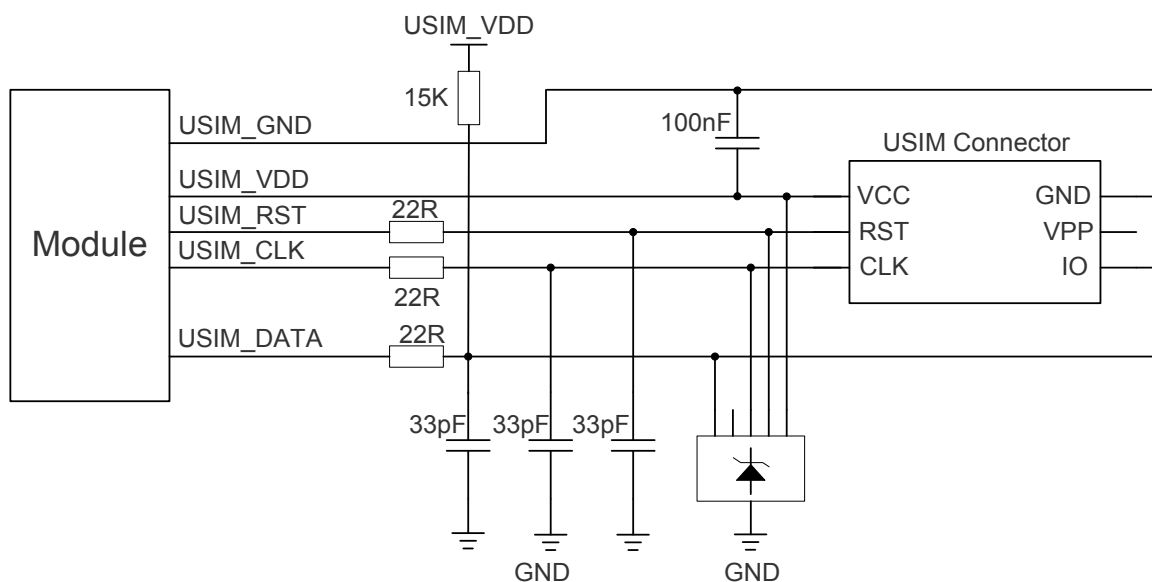 USIM_VDD
15K
USIM_GND
100nF
USIM Connector
USIM_VDD
VCC
GND
USIM_RST
22R
RST
VPP
Module
USIM_CLK
CLK
IO
22R
USIM_DATA
22R
33pF
33pF
33pF
GND
GND